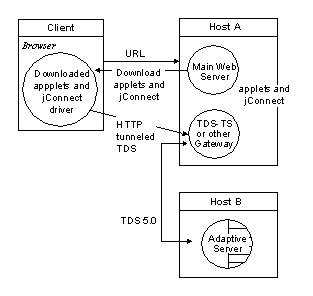 Client
Host A
Browser
URL
Downloaded
appplets and
jConnect
driver
Download
applets and
jConnect
Main Web
Server
applets and
jConnect
HTTP
tunneled
TDS
TDS-TS
or other
Gateway
Host B
TDS 5.0
Adaptive
Server